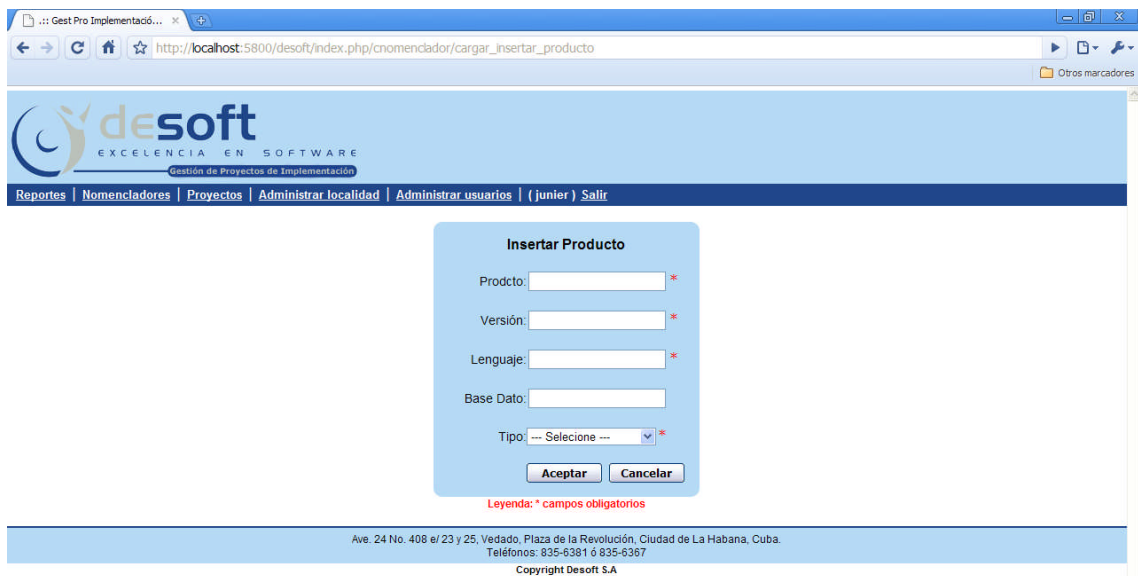 .:: Gest Pro Implementació...
http://localhost:5800/desoft/index.php/cnomenclador/cargar_insertar_producto
Otros marcadores
desoft
EXCELENCIA EN SOFTWARE
Gestión de Proyectos de Implementación
Reportes | Nomencladores | Proyectos | Administrar localidad | Administrar usuarios | ( junier ) Salir
Insertar Producto
Prodcto: *
Versión: *
Lenguaje: *
Base Dato:
Tipo: --- Selecione --- *
Aceptar Cancelar
Leyenda: * campos obligatorios
Ave. 24 No. 408 e/ 23 y 25, Vedado, Plaza de la Revolución, Ciudad de La Habana, Cuba.
Teléfonos: 835-6381 ó 835-6367
Copyright Desoft S.A